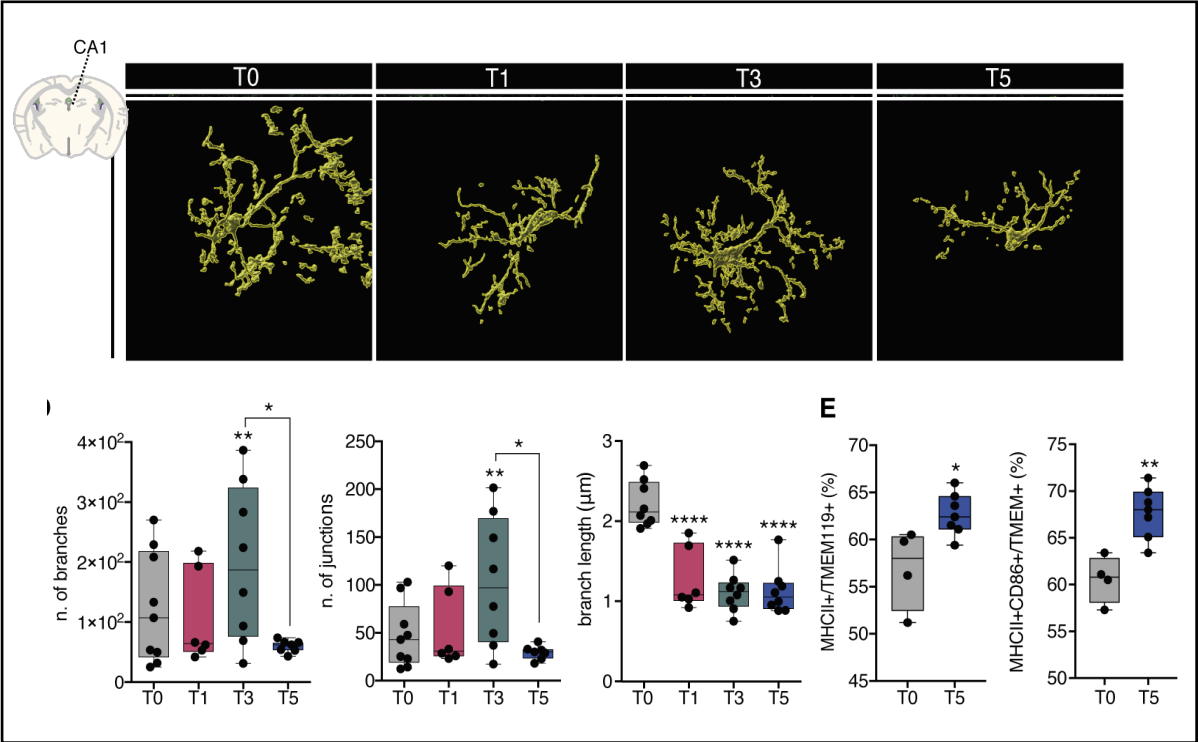 CA1
T0 T1 T3 T5
E
n. of branches
4×10²
3×10²
2×10²
1×10²
0
**
*
T0 T1 T3 T5
n. of junctions
250
200
150
100
50
0
**
*
T0 T1 T3 T5
branch length (µm)
3
2
1
0
**** **** ****
T0 T1 T3 T5
MHCII+/TMEM119+ (%)
70
65
60
55
50
45
*
T0 T5
MHCII+CD86+/TMEM+ (%)
75
70
65
60
55
50
**
T0 T5